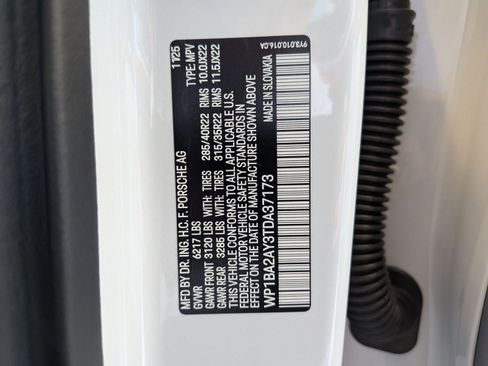 MFD BY DR. ING. H.C. F. PORSCHE AG 11/25
GVWR 6217 LBS TYPE: MPV
GAWR FRONT 3120 LBS WITH: TIRES 285/40R22 RIMS 10.0JX22
GAWR REAR 3285 LBS WITH: TIRES 315/35R22 RIMS 11.5JX22
THIS VEHICLE CONFORMS TO ALL APPLICABLE U.S.
FEDERAL MOTOR VEHICLE SAFETY STANDARDS IN
EFFECT ON THE DATE OF MANUFACTURE SHOWN ABOVE
WP1BA2AY3TDA37173
MADE IN SLOVAKIA
9Y3.010.016.CA